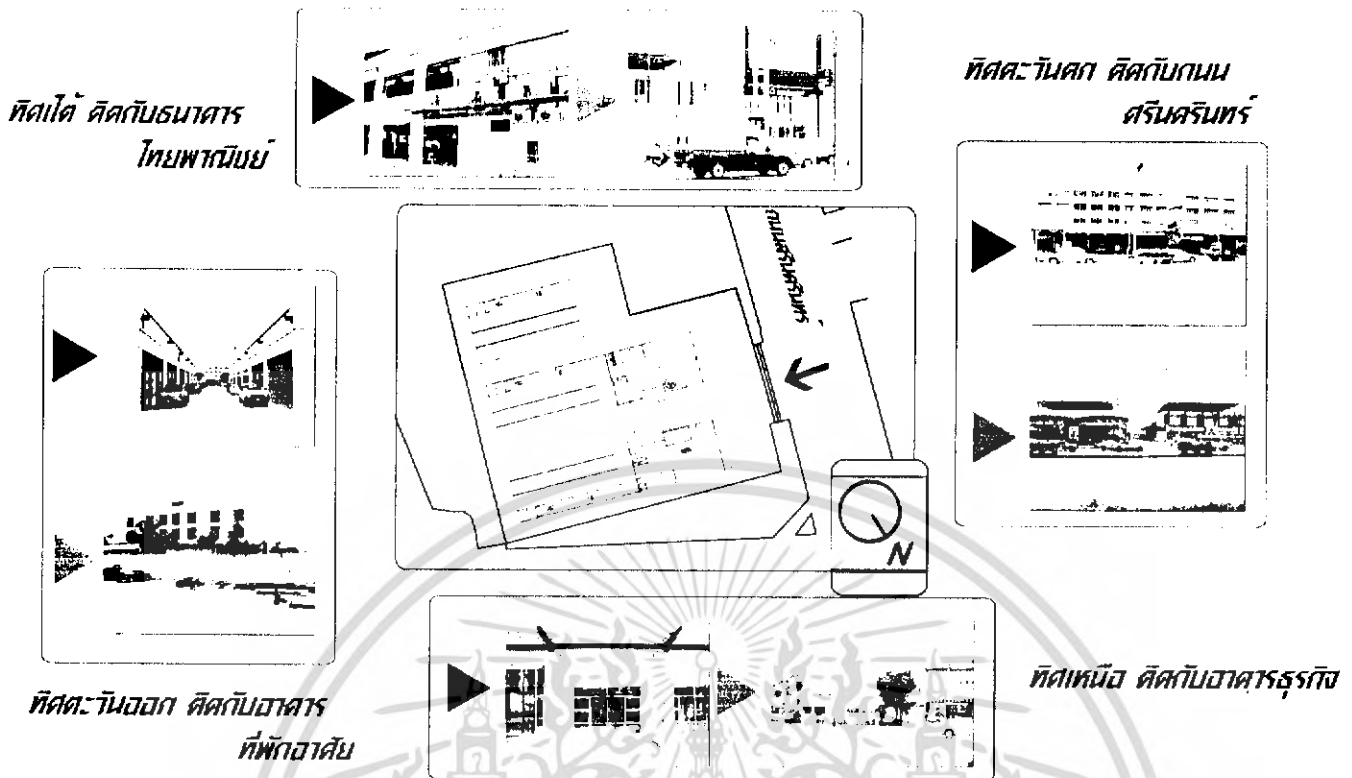 ทิศใต้ ติดกับธนาคาร
ไทยพาณิชย์
ทิศตะวันตก ติดกับถนน
ศรีนครินทร์
N
ทิศตะวันออก ติดกับอาคาร
ที่พักอาศัย
ทิศเหนือ ติดกับอาคารธุรกิจ